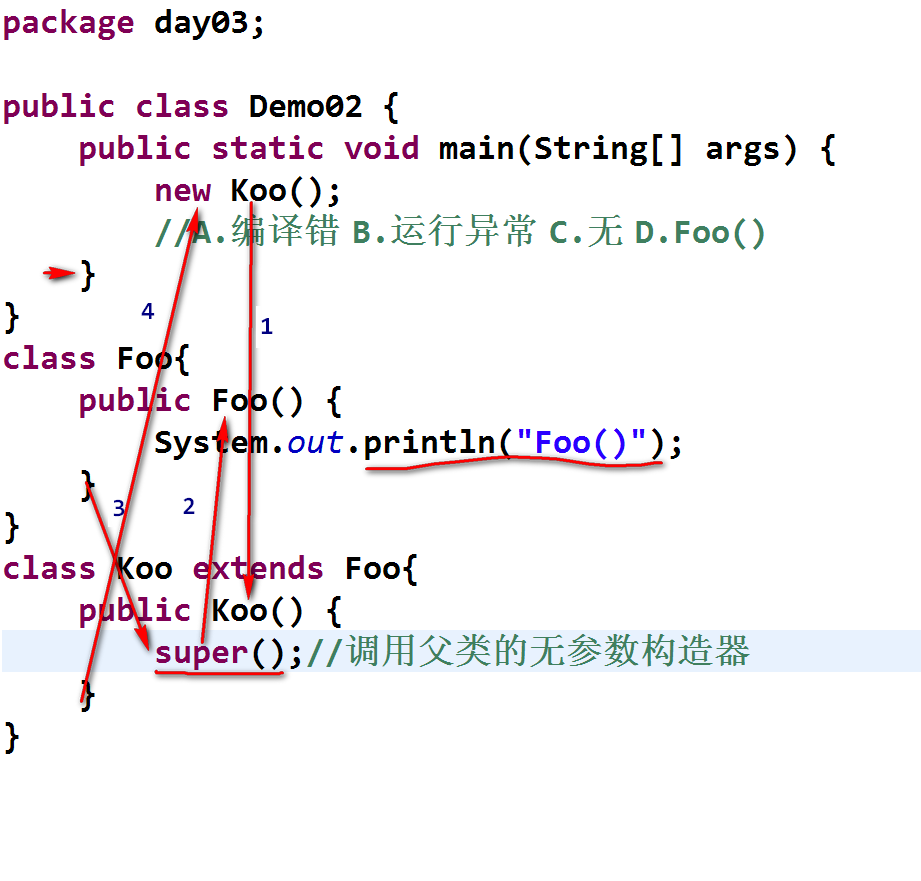 package day03;
public class Demo02 {
public static void main(String[] args) {
new Koo();
//A.编译错 B.运行异常 C.无 D.Foo()
}
}
4
1
class Foo{
public Foo() {
System.out.println("Foo()");
}
3
2
}
class Koo extends Foo{
public Koo() {
super();//调用父类的无参数构造器
}
}